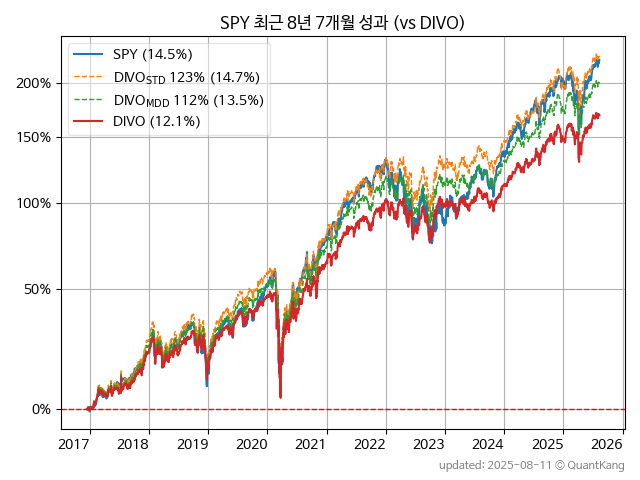 SPY 최근 8년 7개월 성과 (vs DIVO)
SPY (14.5%)
DIVO_STD 123% (14.7%)
DIVO_MDD 112% (13.5%)
DIVO (12.1%)
200%
150%
100%
50%
0%
2017 2018 2019 2020 2021 2022 2023 2024 2025 2026
updated: 2025-08-11 © QuantKang